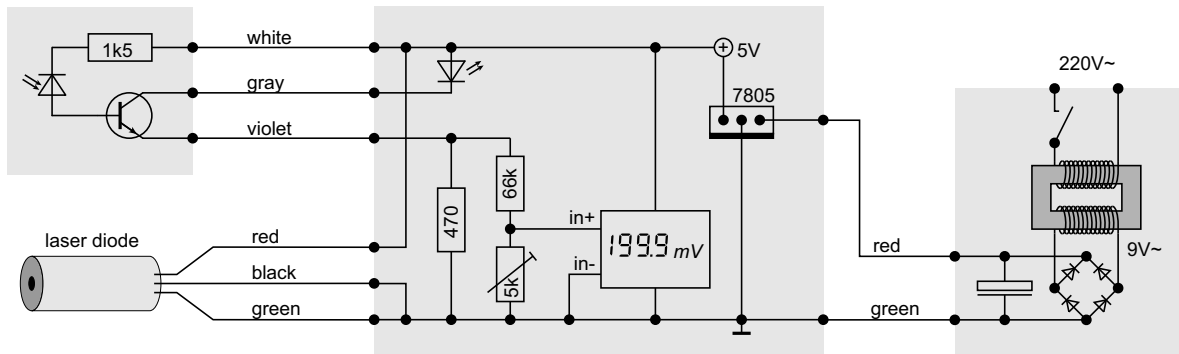 1k5
white
gray
violet
5V
7805
220V~
66k
470
in+
199.9 mV
in-
5k
laser diode
red
black
green
red
9V~
green